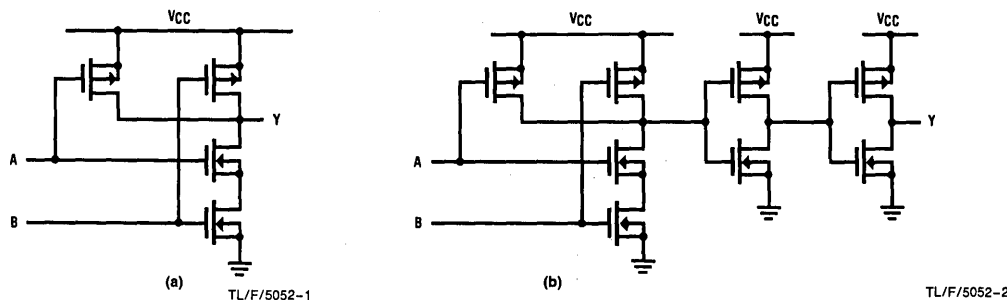 VCC
Y
A
B
(a)
TL/F/5052-1
VCC
VCC
VCC
Y
A
B
(b)
TL/F/5052-2